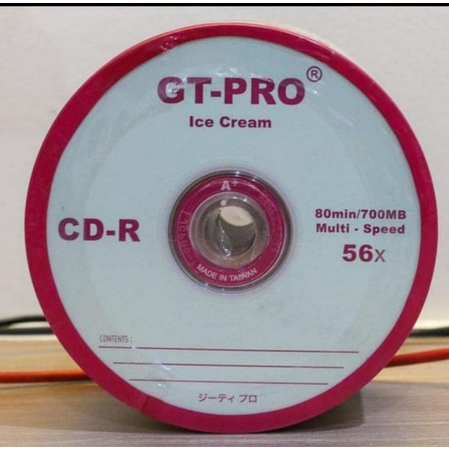 GT-PRO®
Ice Cream
A+
CD-R
80min/700MB
Multi - Speed
56x
MADE IN TAIWAN
CONTENTS :
ジーティ プロ